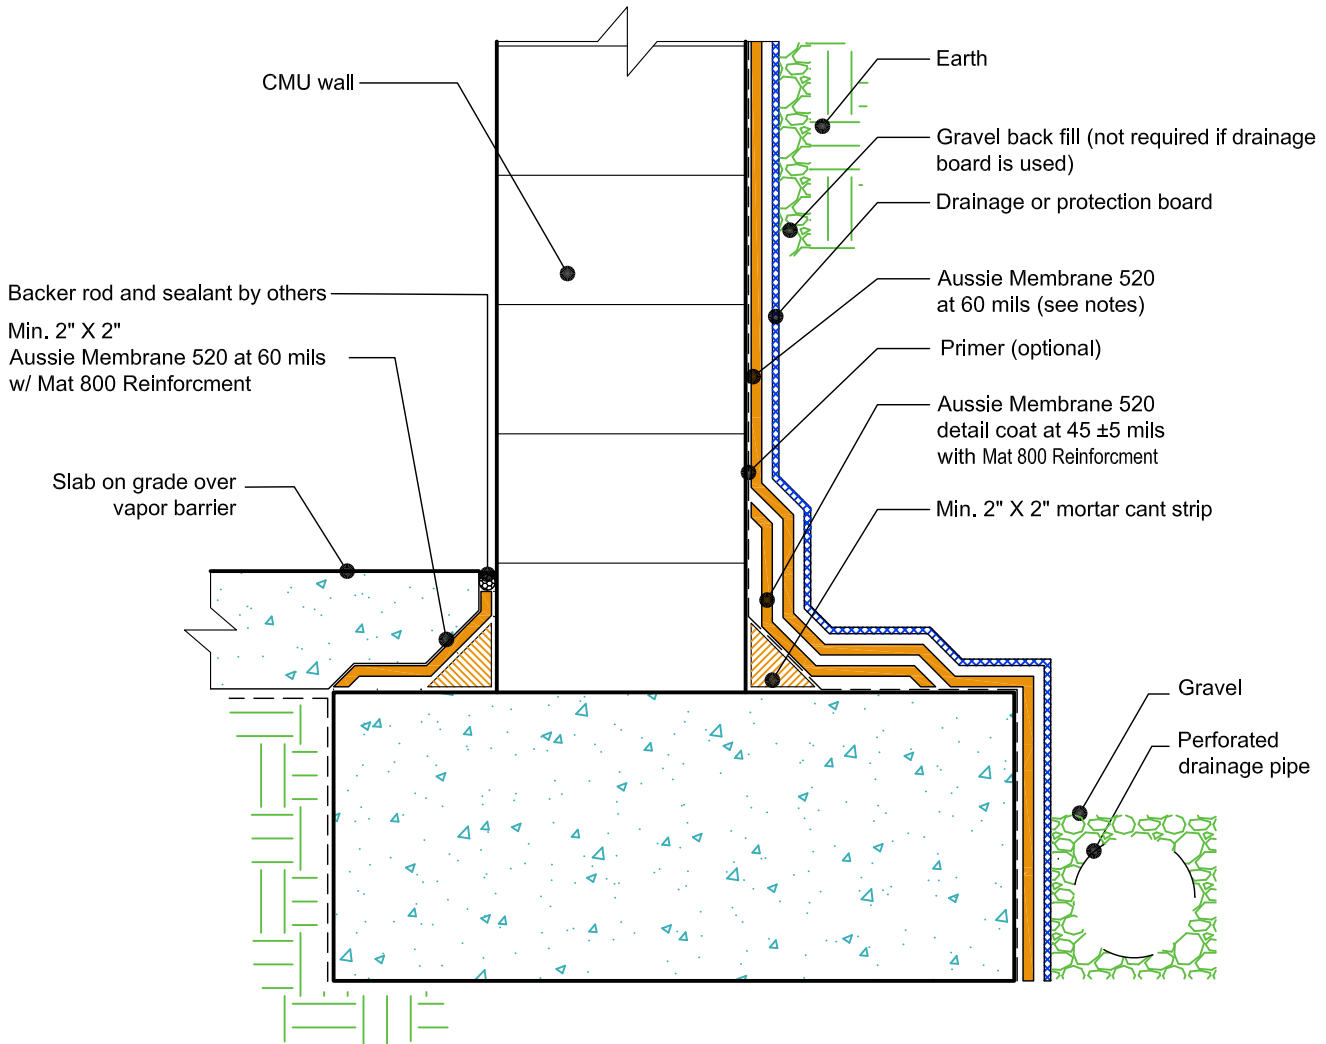 CMU wall
Backer rod and sealant by others
Min. 2" X 2"
Aussie Membrane 520 at 60 mils
w/ Mat 800 Reinforcment
Slab on grade over
vapor barrier
Earth
Gravel back fill (not required if drainage
board is used)
Drainage or protection board
Aussie Membrane 520
at 60 mils (see notes)
Primer (optional)
Aussie Membrane 520
detail coat at 45 ±5 mils
with Mat 800 Reinforcment
Min. 2" X 2" mortar cant strip
Gravel
Perforated
drainage pipe